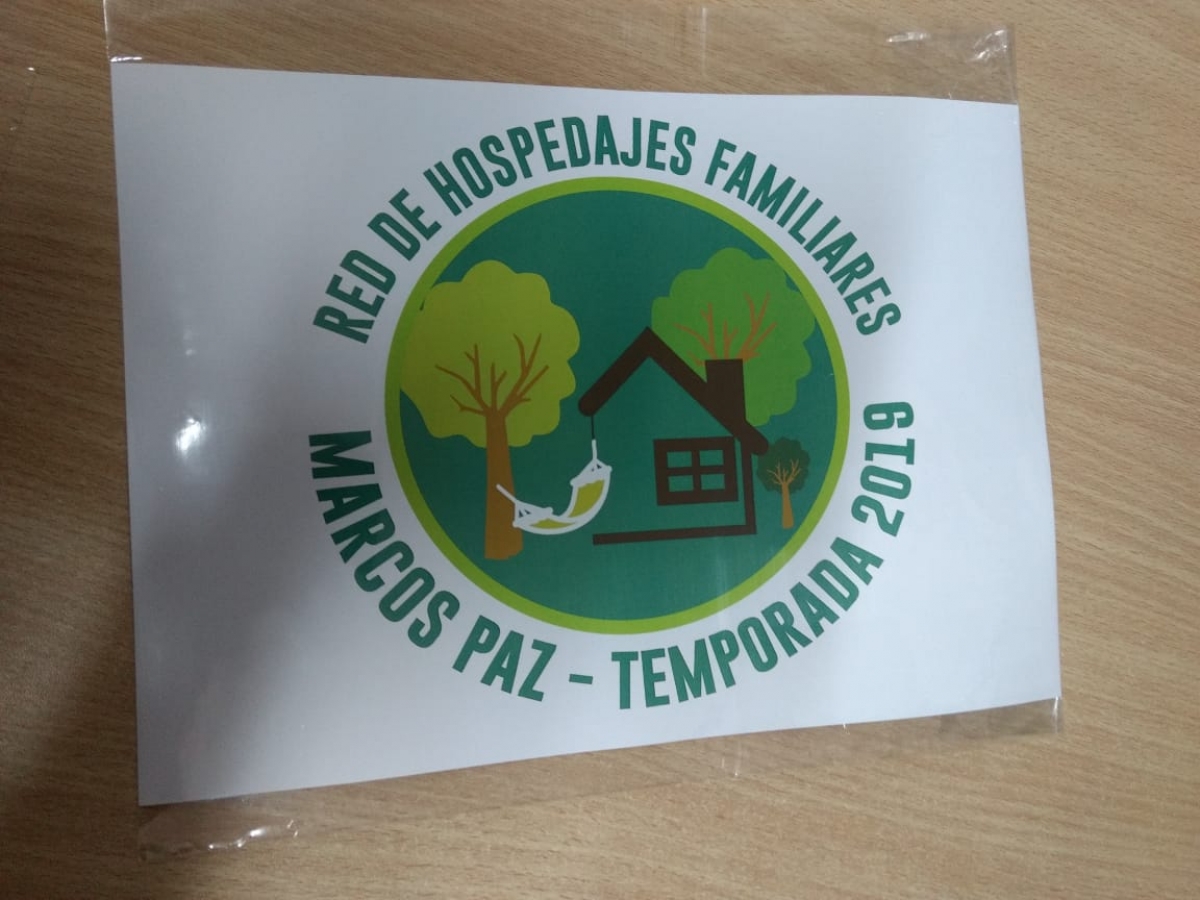 RED DE HOSPEDAJES FAMILIARES
MARCOS PAZ - TEMPORADA 2019